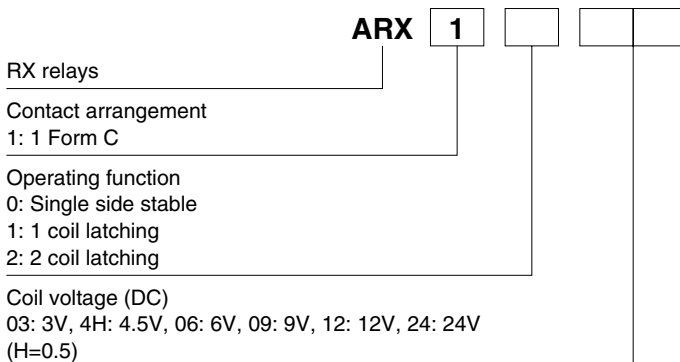 ARX 1
RX relays
Contact arrangement
1: 1 Form C
Operating function
0: Single side stable
1: 1 coil latching
2: 2 coil latching
Coil voltage (DC)
03: 3V, 4H: 4.5V, 06: 6V, 09: 9V, 12: 12V, 24: 24V
(H=0.5)